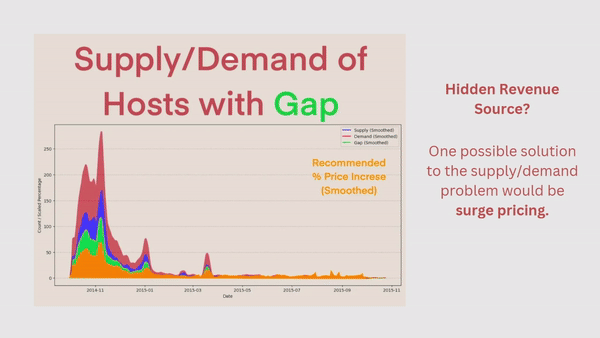 Supply/Demand of
Hosts with Gap
Supply (Smoothed)
Demand (Smoothed)
Gap (Smoothed)
Recommended
% Price Increse
(Smoothed)
Count / Scaled Percentage
250
200
150
100
50
0
2014-11
2015-01
2015-03
2015-05
2015-07
2015-09
2015-11
Date
Hidden Revenue
Source?
One possible solution
to the supply/demand
problem would be
surge pricing.